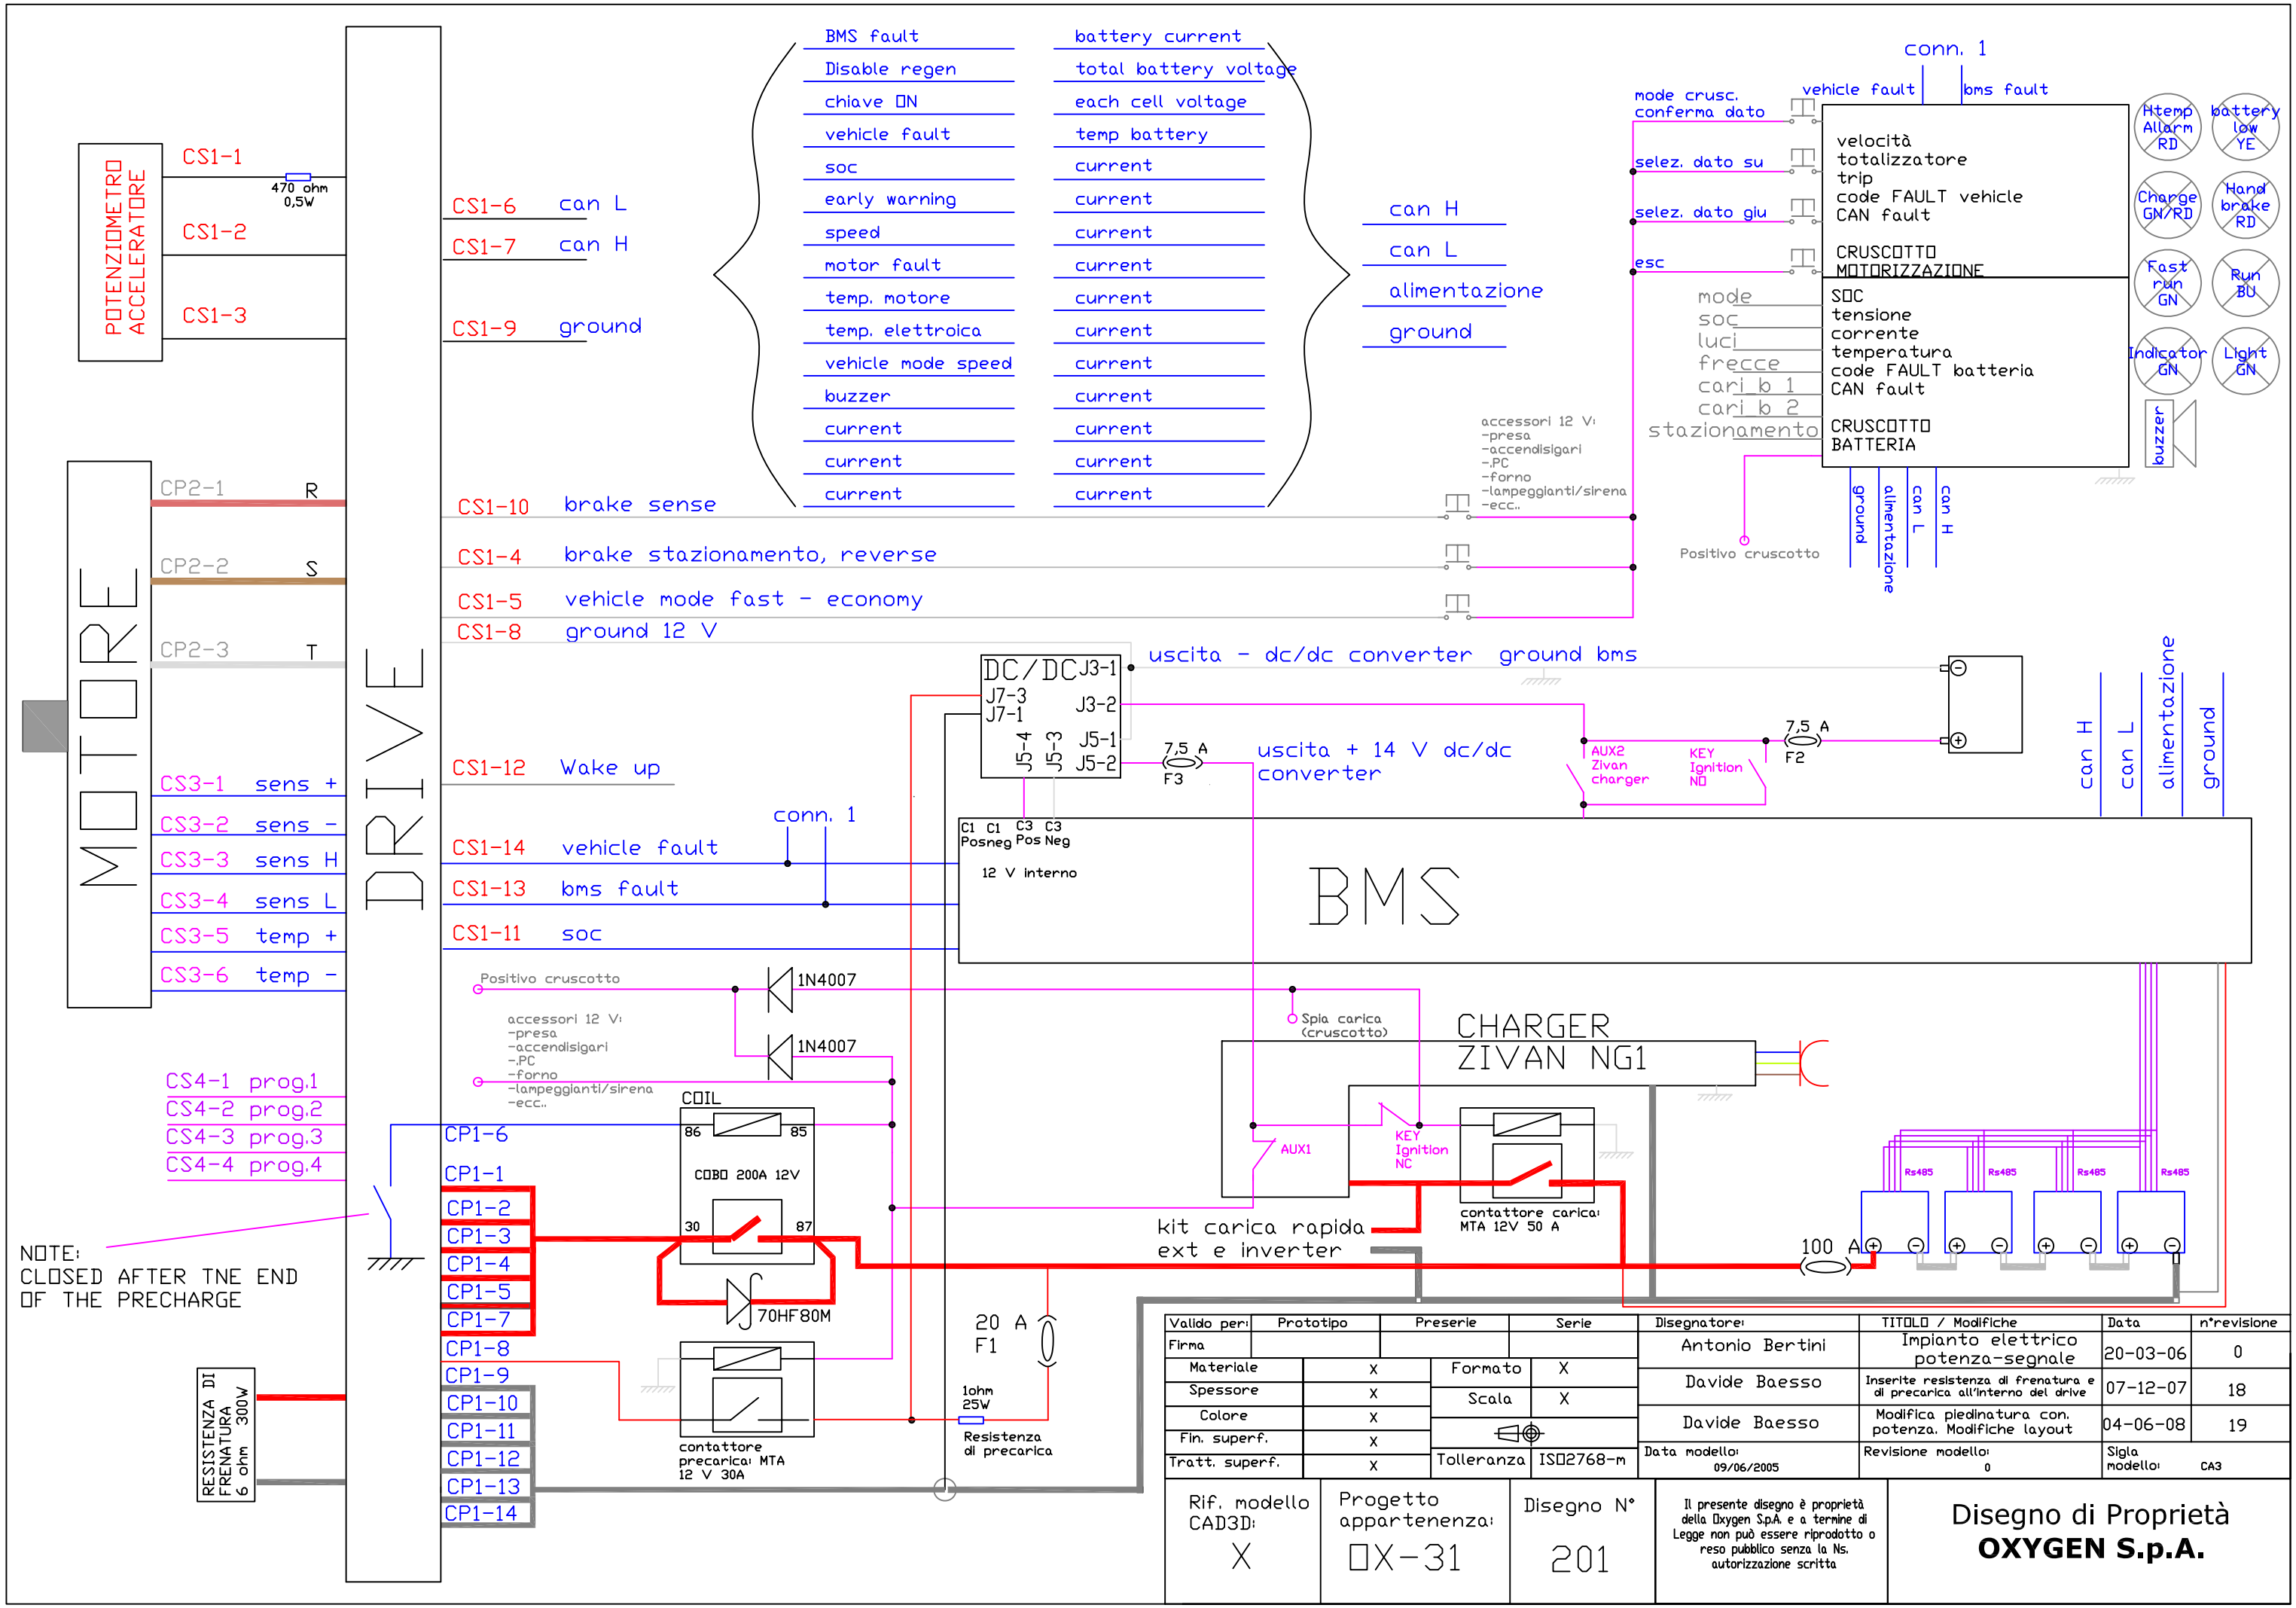 BMS fault
Disable regen
chiave ON
vehicle fault
soc
early warning
speed
motor fault
temp. motore
temp. elettroica
vehicle mode speed
buzzer
current
current
current
battery current
total battery voltage
each cell voltage
temp battery
current
current
current
current
current
current
current
current
current
current
current
can H
can L
alimentazione
ground
conn. 1
vehicle fault
bms fault
mode crusc.
conferma dato
selez. dato su
selez. dato giu
esc
velocità
totalizzatore
trip
code FAULT vehicle
CAN fault
CRUSCOTTO
MOTORIZZAZIONE
SOC
tensione
corrente
temperatura
code FAULT batteria
CAN fault
CRUSCOTTO
BATTERIA
mode
soc
luci
frecce
cari_b 1
cari_b 2
stazionamento
Positivo cruscotto
ground
alimentazione
can L
can H
Htemp
Allarm
RD
battery
low
YE
Charge
GN/RD
Hand
brake
RD
Fast
run
GN
Run
BU
Indicator
GN
Light
GN
buzzer
POTENZIOMETRO
ACCELERATORE
CS1-1
470 ohm
0,5W
CS1-2
CS1-3
CS1-6 can L
CS1-7 can H
CS1-9 ground
accessori 12 V:
-presa
-accendisigari
-.PC
-forno
-lampeggianti/sirena
-ecc..
CS1-10 brake sense
CS1-4 brake stazionamento, reverse
CS1-5 vehicle mode fast - economy
CS1-8 ground 12 V
MOTORE
CP2-1 R
CP2-2 S
CP2-3 T
CS3-1 sens +
CS3-2 sens -
CS3-3 sens H
CS3-4 sens L
CS3-5 temp +
CS3-6 temp -
DRIVE
DC/DC
J3-1
J7-3
J7-1
J3-2
J5-4
J5-3
J5-1
J5-2
uscita - dc/dc converter ground bms
7,5 A
F3
uscita + 14 V dc/dc
converter
AUX2
Zivan
charger
KEY
Ignition
NO
7,5 A
F2
can H
can L
alimentazione
ground
CS1-12 Wake up
conn. 1
CS1-14 vehicle fault
CS1-13 bms fault
CS1-11 soc
C1 C1 C3 C3
Posneg Pos Neg
12 V interno
BMS
Positivo cruscotto
1N4007
accessori 12 V:
-presa
-accendisigari
-.PC
-forno
-lampeggianti/sirena
-ecc..
1N4007
Spia carica
(cruscotto)
CHARGER
ZIVAN NG1
CS4-1 prog.1
CS4-2 prog.2
CS4-3 prog.3
CS4-4 prog.4
COIL
86 85
COBO 200A 12V
30 87
70HF80M
CP1-6
CP1-1
CP1-2
CP1-3
CP1-4
CP1-5
CP1-7
CP1-8
CP1-9
CP1-10
CP1-11
CP1-12
CP1-13
CP1-14
AUX1
KEY
Ignition
NC
contattore carica:
MTA 12V 50 A
kit carica rapida
ext e inverter
Rs485
Rs485
Rs485
Rs485
100 A
NOTE:
CLOSED AFTER TNE END
OF THE PRECHARGE
RESISTENZA DI
FRENATURA
6 ohm 300W
contattore
precarica: MTA
12 V 30A
20 A
F1
1ohm
25W
Resistenza
di precarica
Valido per: Prototipo Preserie Serie
Firma
Materiale X
Spessore X
Colore X
Fin. superf. X
Tratt. superf. X
Formato X
Scala X
Tolleranza ISO2768-m
Disegnatore: TITOLO / Modifiche Data n°revisione
Antonio Bertini Impianto elettrico
potenza-segnale 20-03-06 0
Davide Baesso Inserite resistenza di frenatura e
di precarica all'interno del drive 07-12-07 18
Davide Baesso Modifica piedinatura con.
potenza. Modifiche layout 04-06-08 19
Data modello:
09/06/2005
Revisione modello:
0
Sigla
modello: CA3
Rif. modello
CAD3D:
X
Progetto
appartenenza:
OX-31
Disegno N°
201
Il presente disegno è proprietà
della Oxygen S.p.A. e a termine di
Legge non può essere riprodotto o
reso pubblico senza la Ns.
autorizzazione scritta
Disegno di Proprietà
OXYGEN S.p.A.